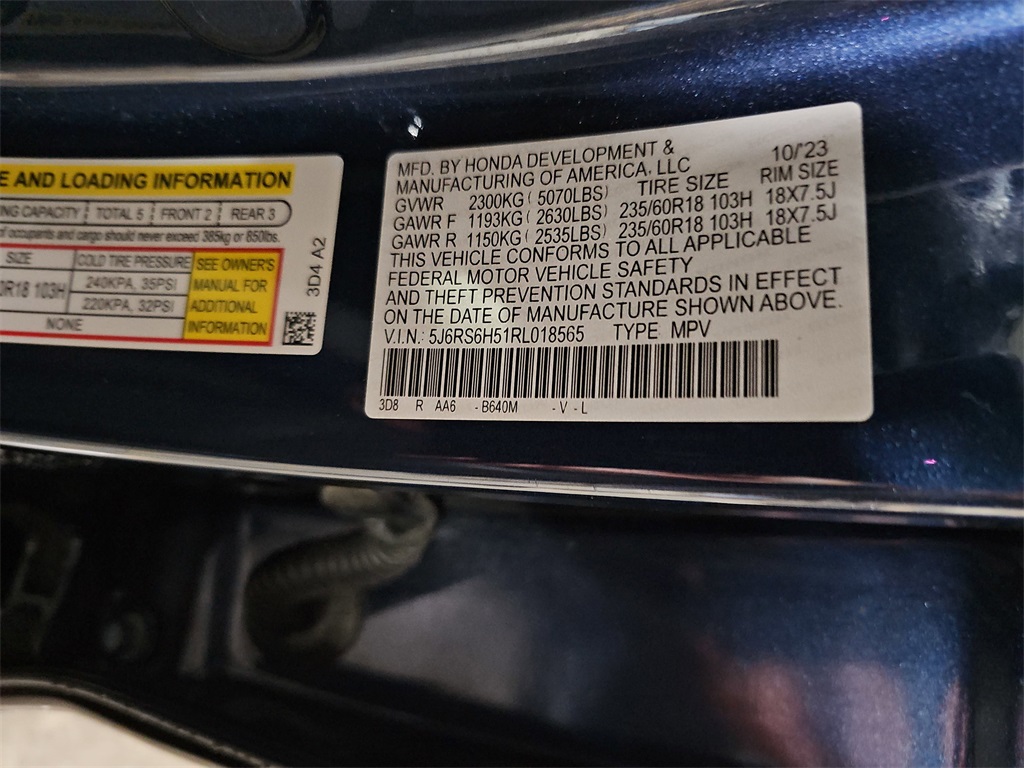 E AND LOADING INFORMATION
NG CAPACITY TOTAL 5 FRONT 2 REAR 3
of occupants and cargo should never exceed 385kg or 850lbs.
SIZE COLD TIRE PRESSURE SEE OWNER'S
MANUAL FOR
ADDITIONAL
INFORMATION
0R18 103H 240KPA, 35PSI
220KPA, 32PSI
NONE
3D4 A2
MFD. BY HONDA DEVELOPMENT & 10/'23
MANUFACTURING OF AMERICA, LLC
TIRE SIZE RIM SIZE
GVWR 2300KG ( 5070LBS)
GAWR F 1193KG ( 2630LBS) 235/60R18 103H 18X7.5J
GAWR R 1150KG ( 2535LBS) 235/60R18 103H 18X7.5J
THIS VEHICLE CONFORMS TO ALL APPLICABLE
FEDERAL MOTOR VEHICLE SAFETY
AND THEFT PREVENTION STANDARDS IN EFFECT
ON THE DATE OF MANUFACTURE SHOWN ABOVE.
V.I.N.: 5J6RS6H51RL018565 TYPE MPV
3D8 R AA6 -B640M -V-L